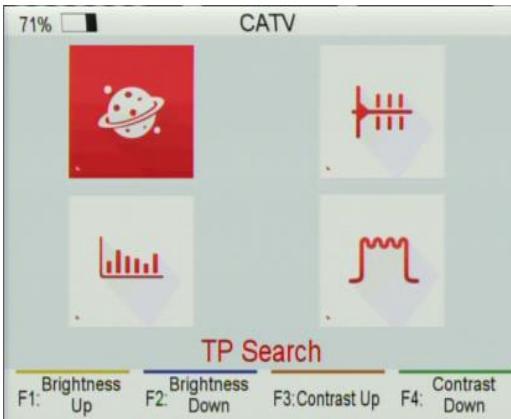 71% CATV
TP Search
F1: Brightness Up
F2: Brightness Down
F3:Contrast Up
F4: Contrast Down